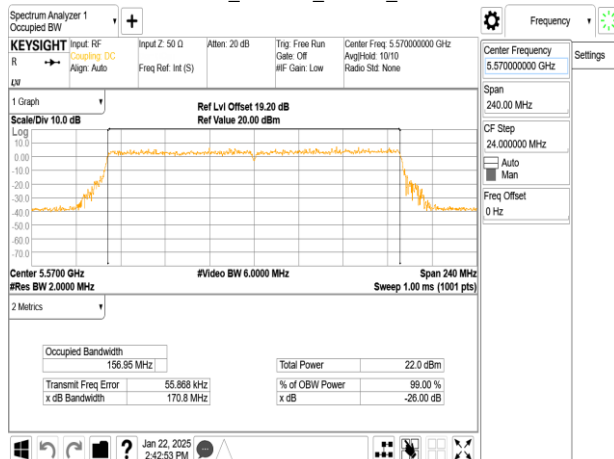 Spectrum Analyzer 1
Occupied BW
Frequency
KEYSIGHT
R
Input: RF
Coupling: DC
Align: Auto
Input Z: 50 Ω
Freq Ref: Int (S)
Atten: 20 dB
Trig: Free Run
Gate: Off
#IF Gain: Low
Center Freq: 5.570000000 GHz
Avg|Hold: 10/10
Radio Std: None
Center Frequency
5.570000000 GHz
Settings
Span
240.00 MHz
CF Step
24.000000 MHz
Auto
Man
Freq Offset
0 Hz
1 Graph
Scale/Div 10.0 dB
Ref Lvl Offset 19.20 dB
Ref Value 20.00 dBm
Log
10.0
0.00
-10.0
-20.0
-30.0
-40.0
-50.0
-60.0
-70.0
Center 5.5700 GHz
#Video BW 6.0000 MHz
Span 240 MHz
#Res BW 2.0000 MHz
Sweep 1.00 ms (1001 pts)
2 Metrics
Occupied Bandwidth
156.95 MHz
Total Power 22.0 dBm
Transmit Freq Error 55.868 kHz
% of OBW Power 99.00 %
x dB Bandwidth 170.8 MHz
x dB -26.00 dB
?
Jan 22, 2025
2:42:53 PM